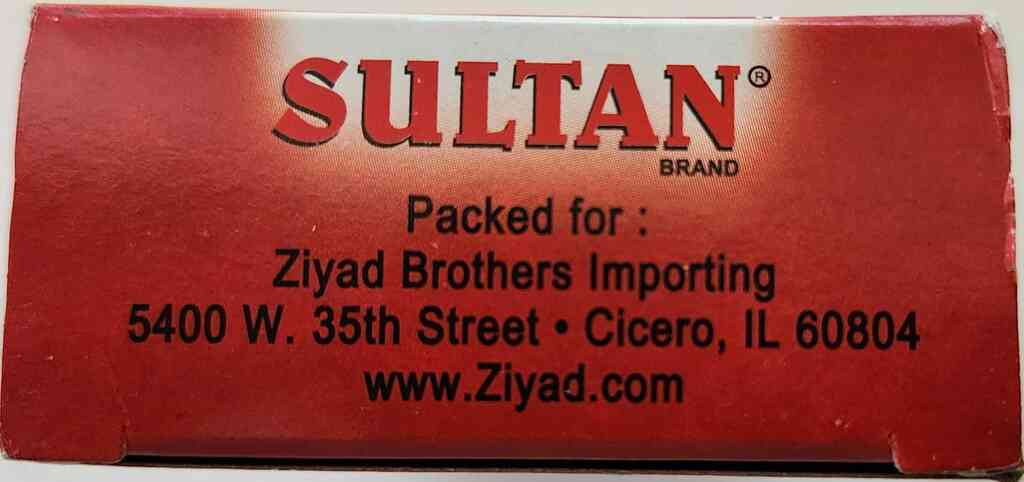 SULTAN®
BRAND
Packed for :
Ziyad Brothers Importing
5400 W. 35th Street • Cicero, IL 60804
www.Ziyad.com